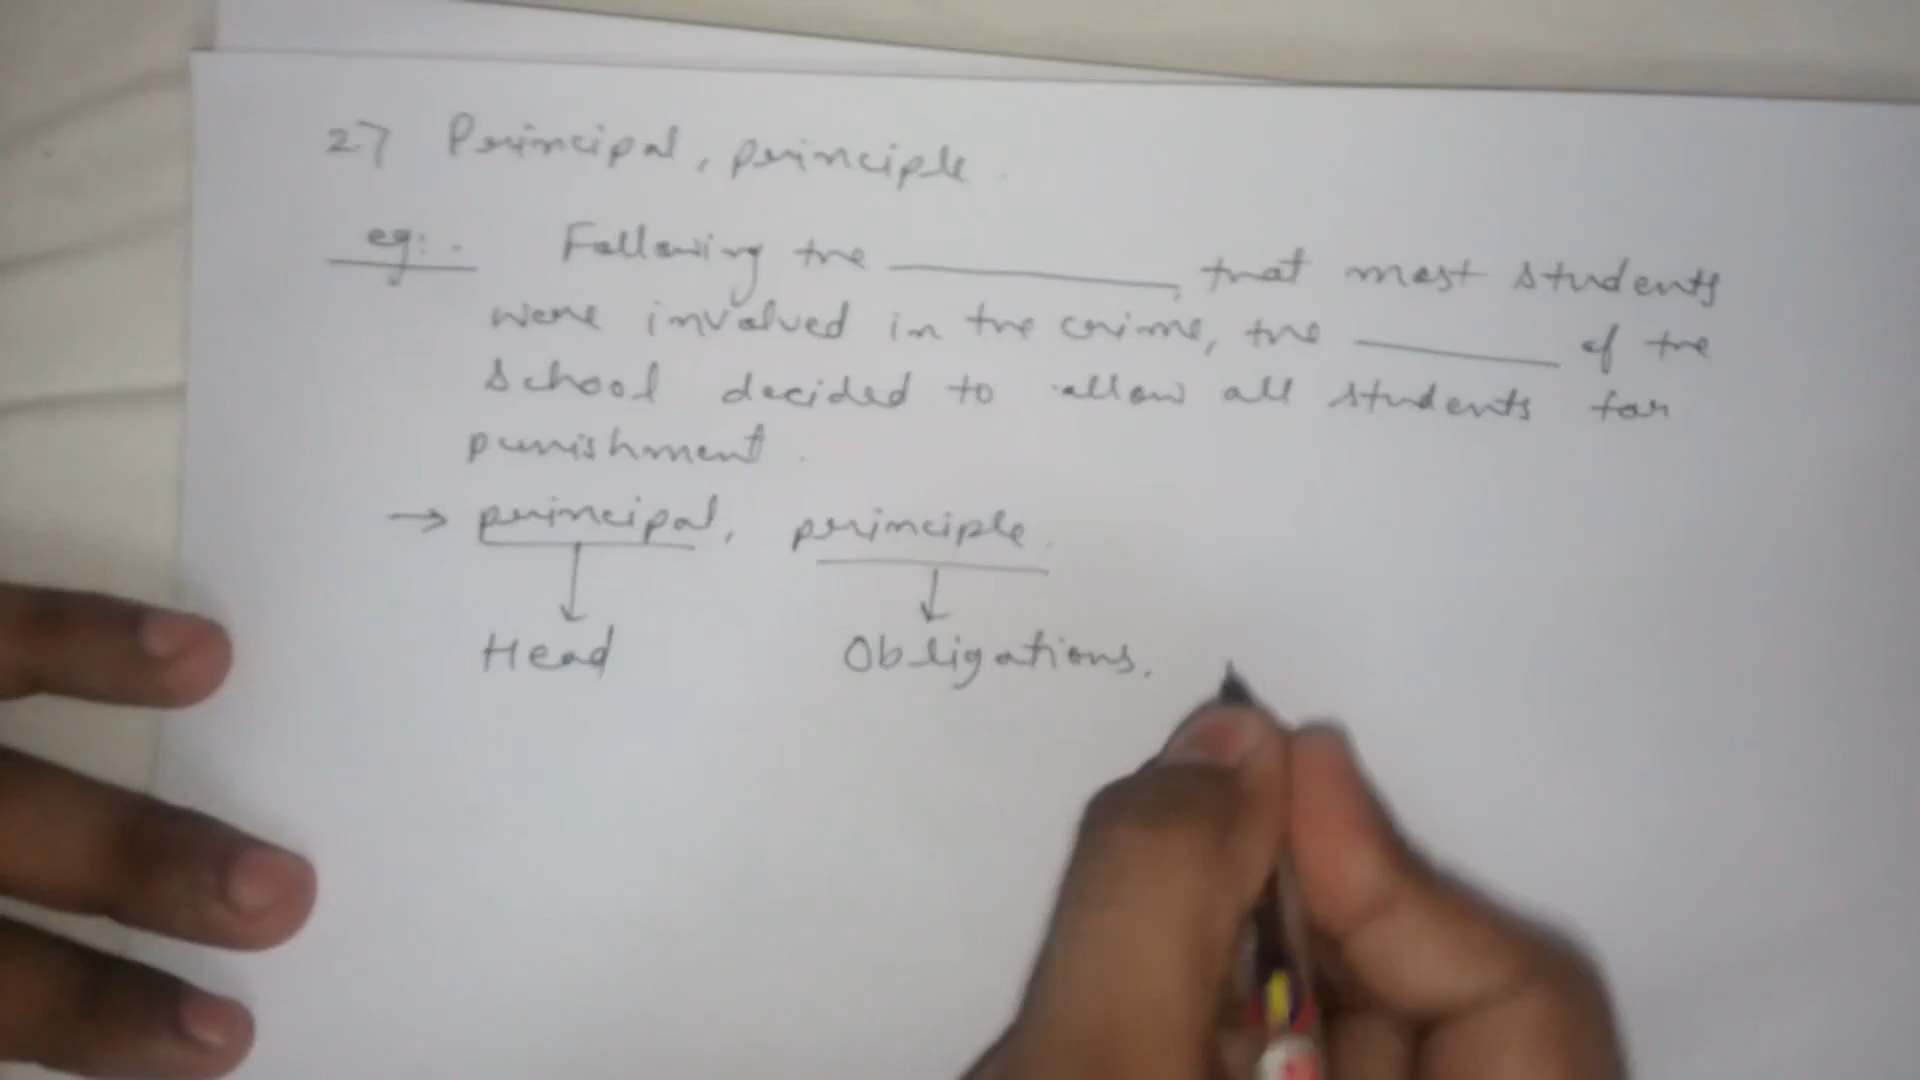 27 Principal, principle.
eg:. Following the ________, that most students
were involved in the crime, the ________ of the
school decided to allow all students for
punishment.
→ principal, principle.
Head Obligations.